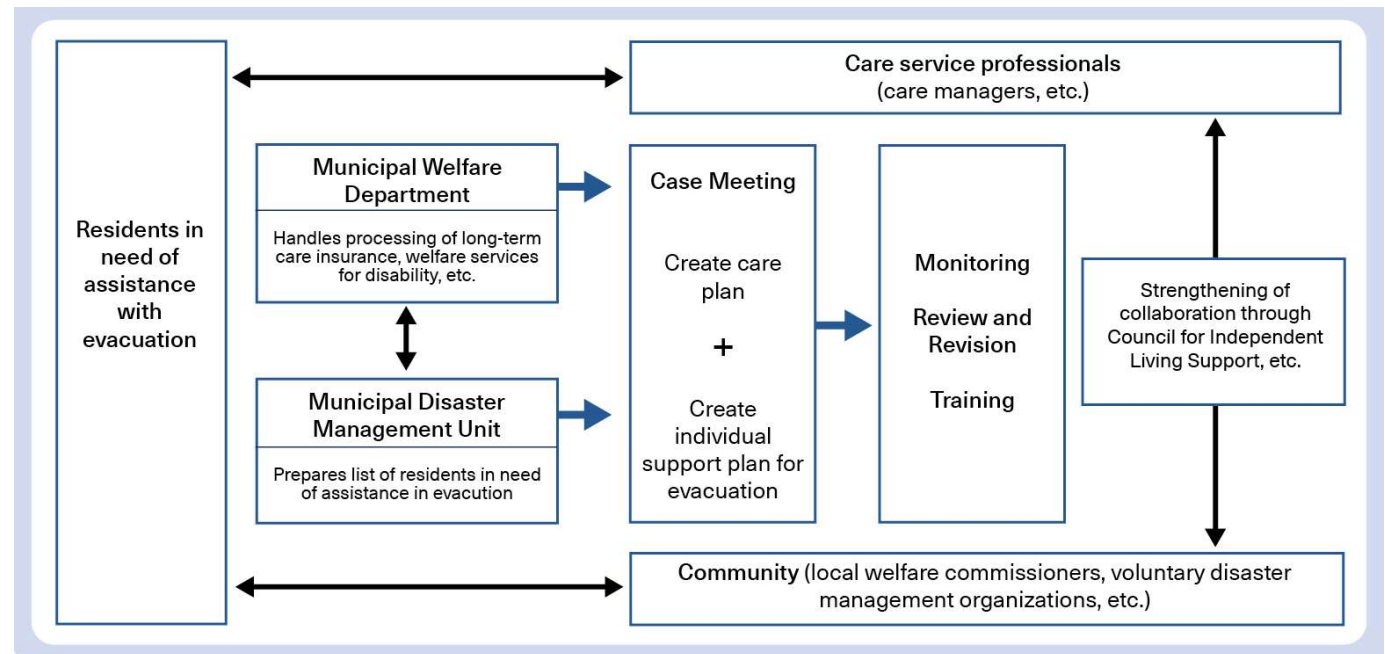 Residents in
need of
assistance
with
evacuation
Care service professionals
(care managers, etc.)
Municipal Welfare
Department
Handles processing of long-term
care insurance, welfare services
for disability, etc.
Municipal Disaster
Management Unit
Prepares list of residents in need
of assistance in evacution
Case Meeting
Create care
plan
+
Create
individual
support plan for
evacuation
Monitoring
Review and
Revision
Training
Strengthening of
collaboration through
Council for Independent
Living Support, etc.
Community (local welfare commissioners, voluntary disaster
management organizations, etc.)